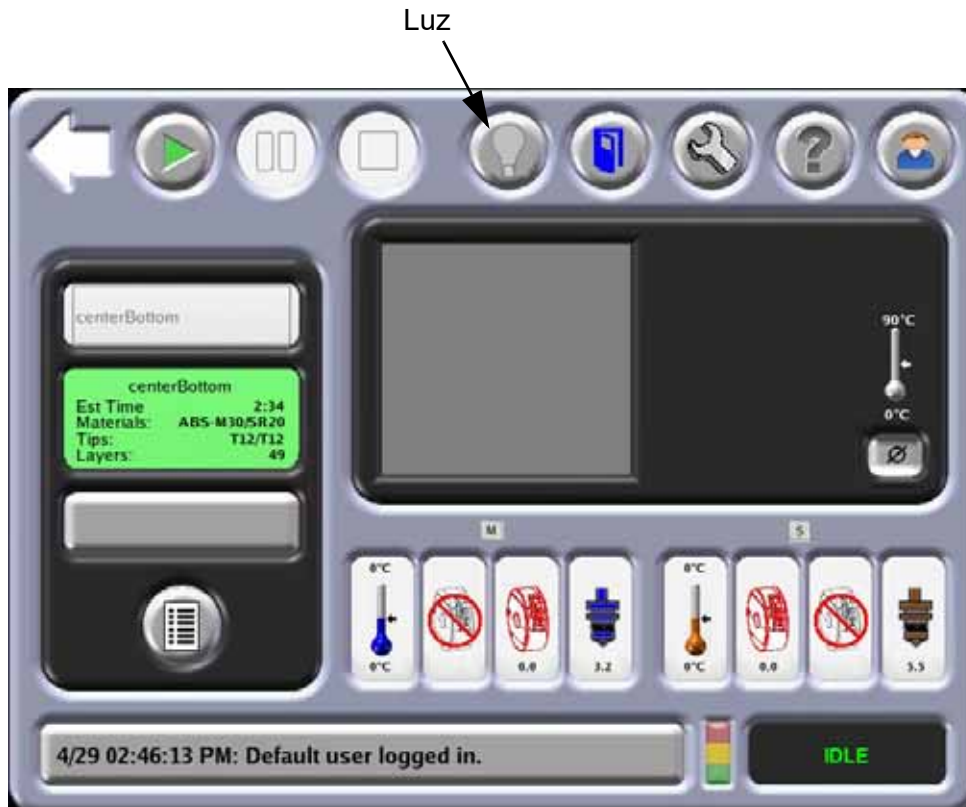 Luz
centerBottom
centerBottom
Est Time 2:34
Materials: ABS-M30/SR20
Tips: T12/T12
Layers: 49
90°C
0°C
M
S
0°C
0°C
0.0
3.2
0°C
0°C
0.0
5.5
4/29 02:46:13 PM: Default user logged in.
IDLE